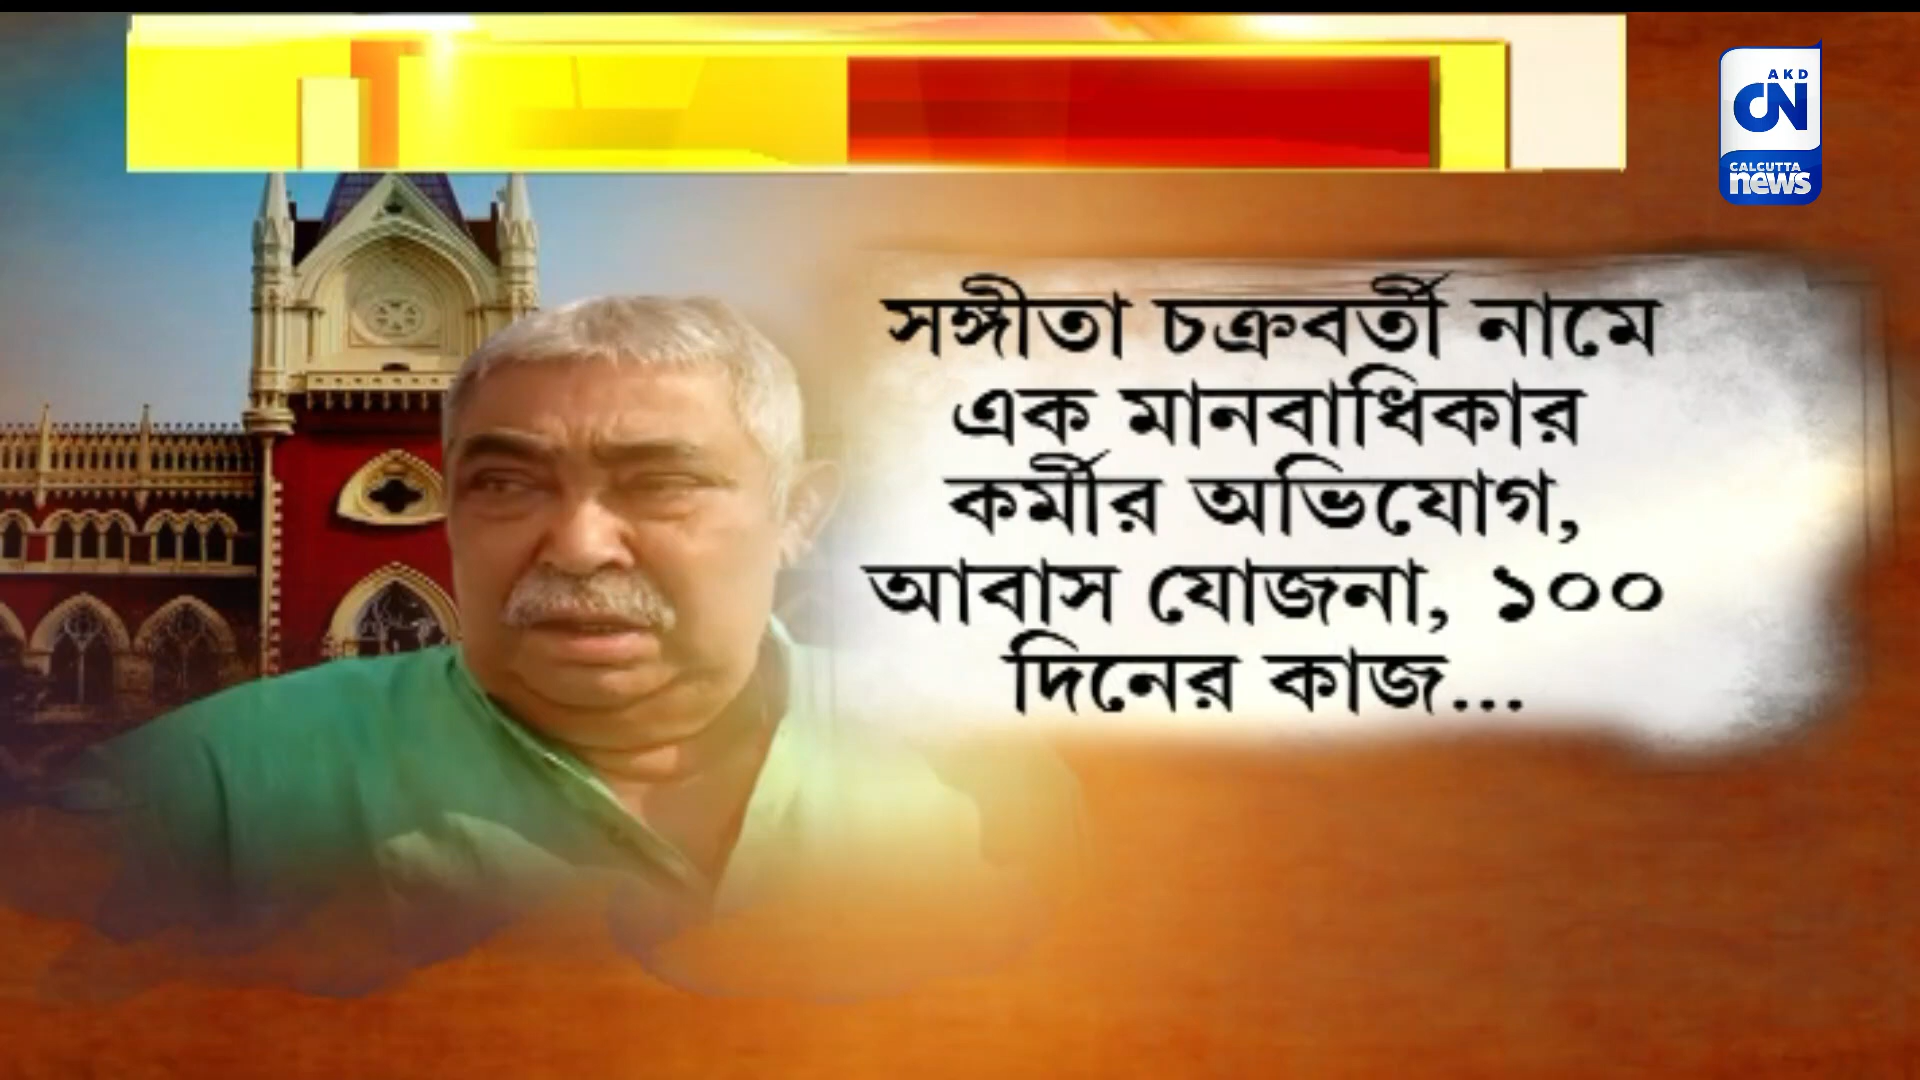 AKD
CN
CALCUTTA
news
সঙ্গীতা চক্রবর্তী নামে
এক মানবাধিকার
কর্মীর অভিযোগ,
আবাস যোজনা, ১০০
দিনের কাজ...